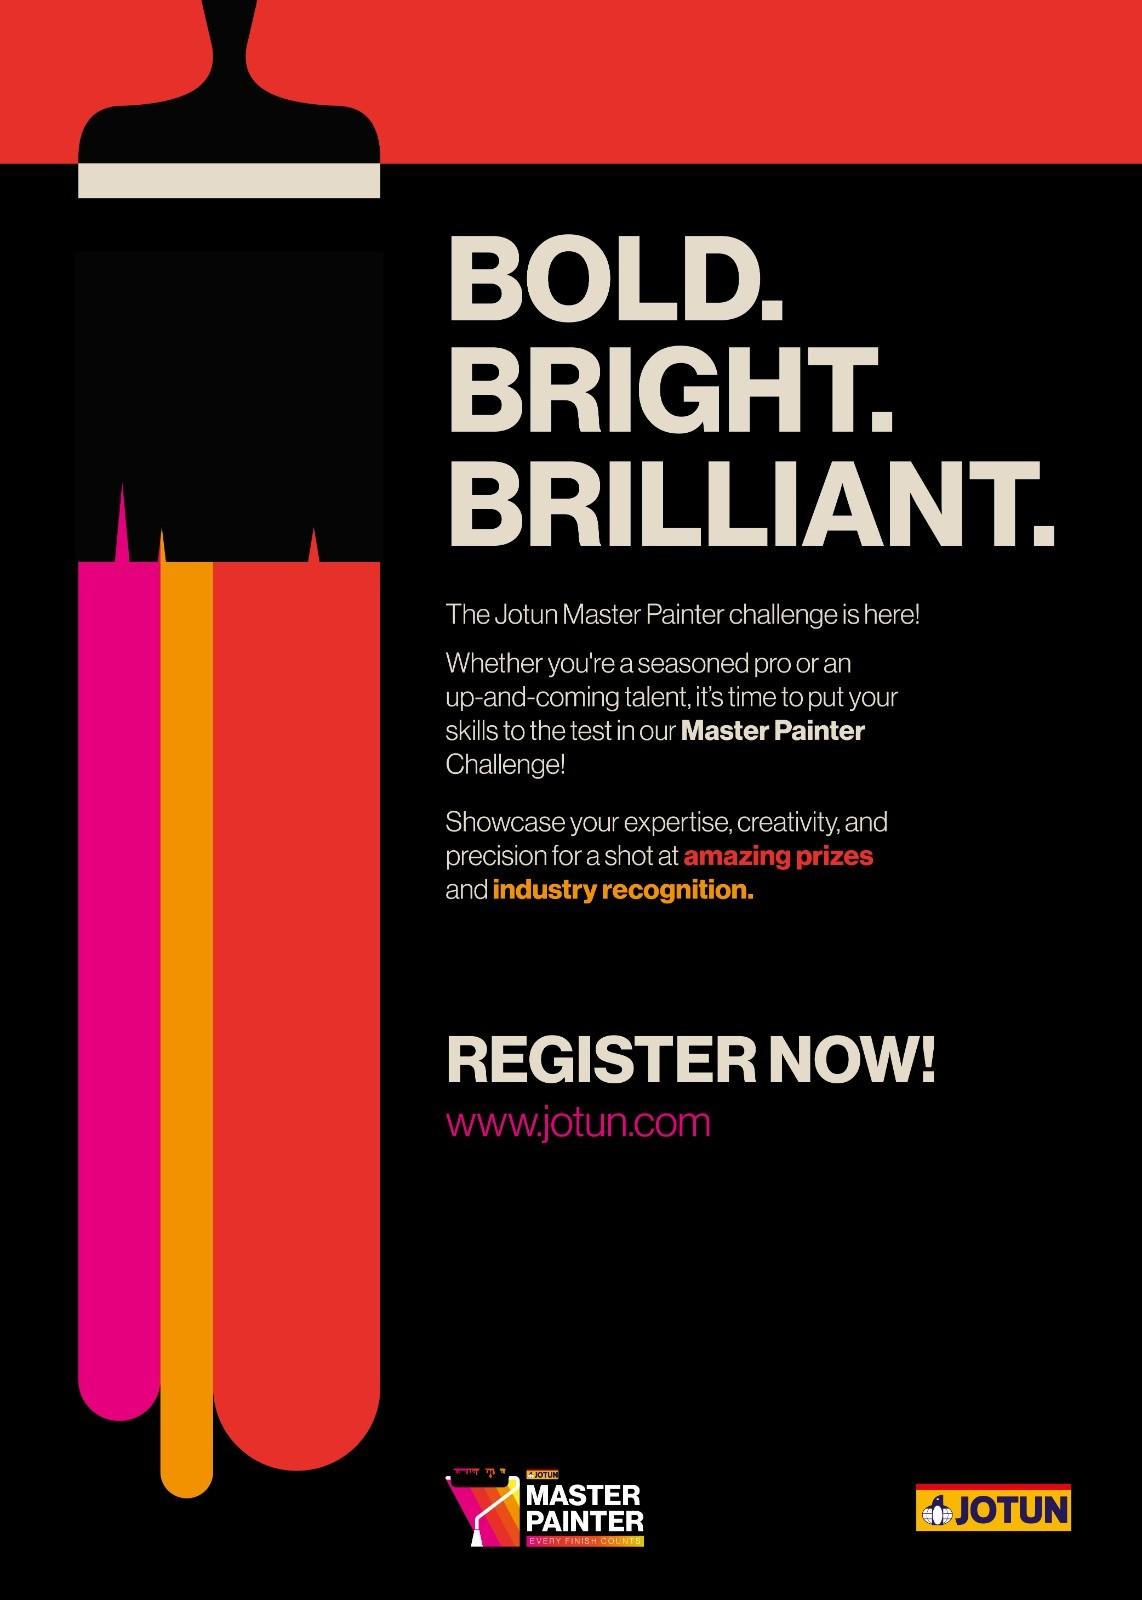 BOLD.
BRIGHT.
BRILLIANT.
The Jotun Master Painter challenge is here!
Whether you're a seasoned pro or an
up-and-coming talent, it’s time to put your
skills to the test in our Master Painter
Challenge!
Showcase your expertise, creativity, and
precision for a shot at amazing prizes
and industry recognition.
REGISTER NOW!
www.jotun.com
JOTUN
MASTER
PAINTER
EVERY FINISH COUNTS
JOTUN